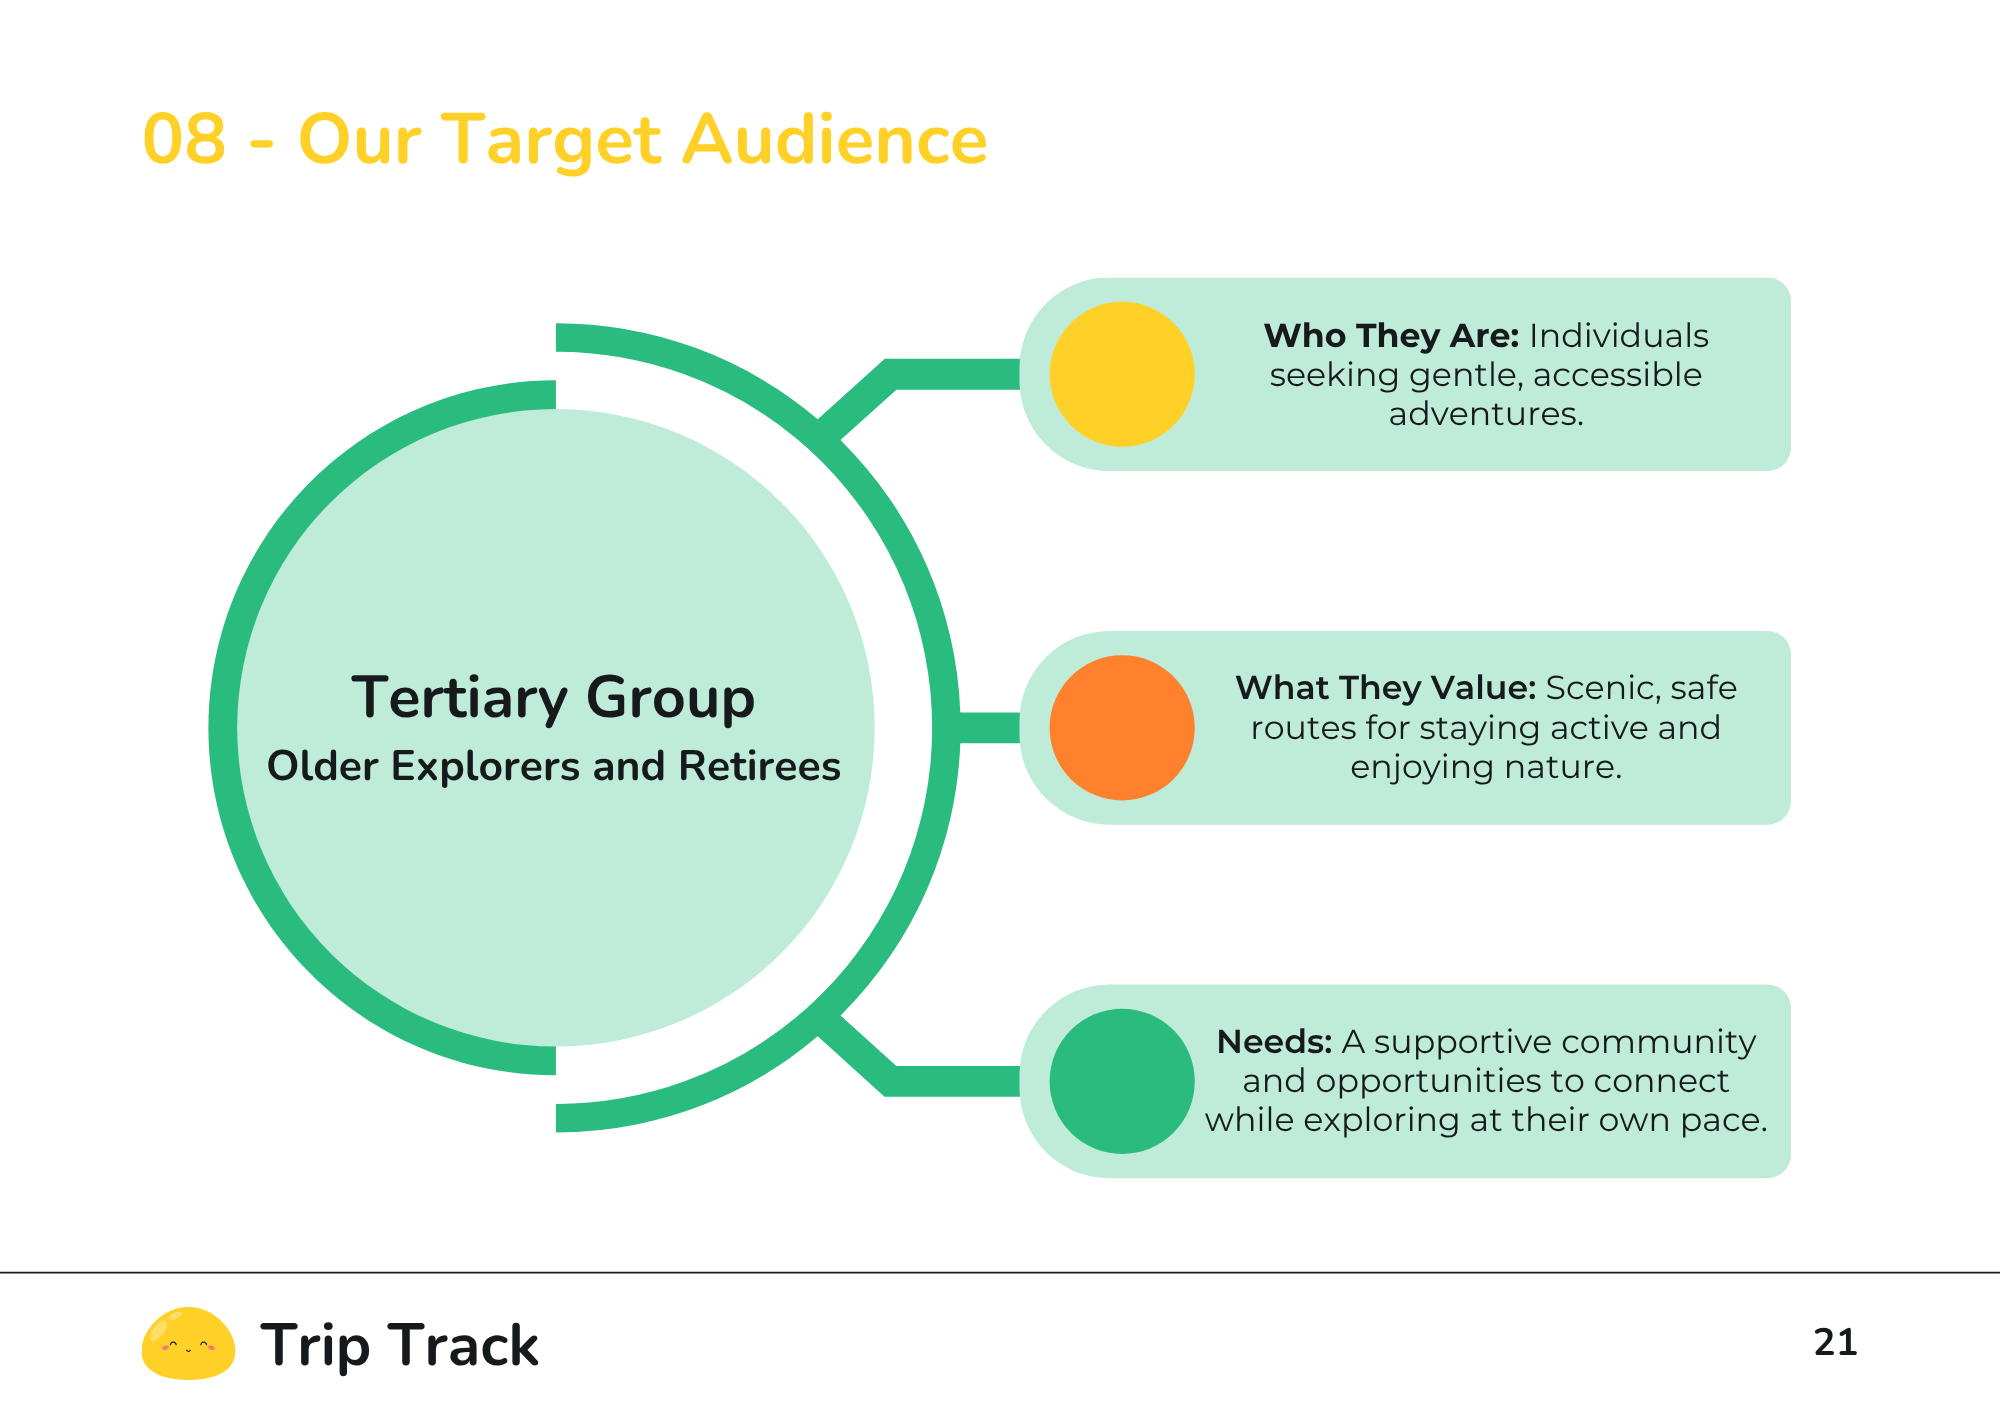 08 - Our Target Audience
Tertiary Group
Older Explorers and Retirees
Who They Are: Individuals
seeking gentle, accessible
adventures.
What They Value: Scenic, safe
routes for staying active and
enjoying nature.
Needs: A supportive community
and opportunities to connect
while exploring at their own pace.
Trip Track
21